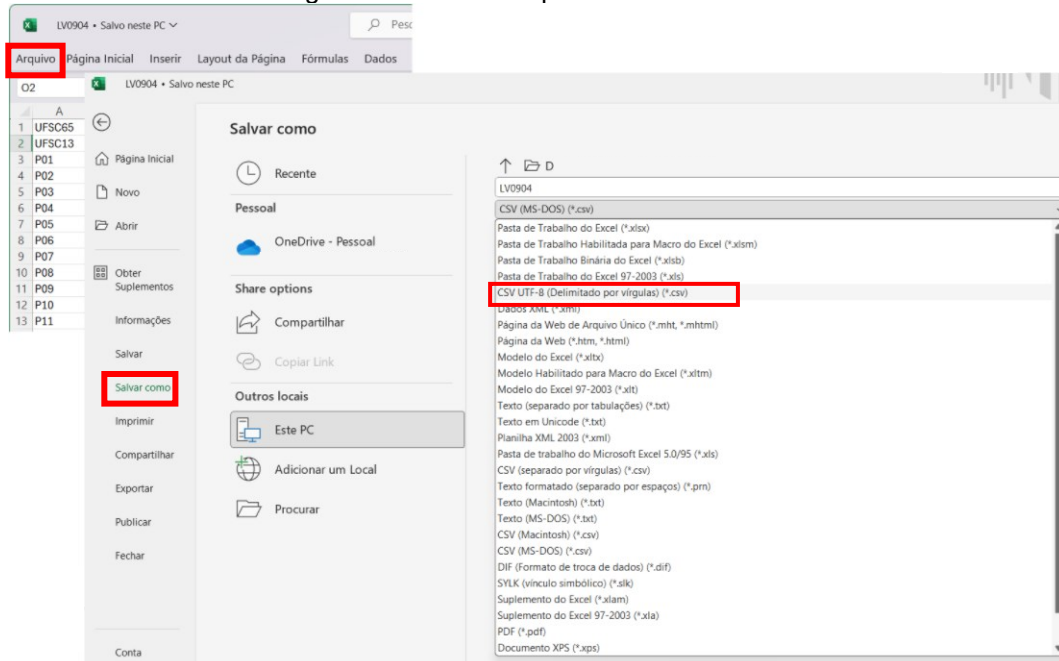 LV0904 • Salvo neste PC
Pesc
Arquivo Página Inicial Inserir Layout da Página Fórmulas Dados
O2
A
1 UFSC65
2 UFSC13
3 P01
4 P02
5 P03
6 P04
7 P05
8 P06
9 P07
10 P08
11 P09
12 P10
13 P11
LV0904 • Salvo neste PC
Página Inicial
Novo
Abrir
Obter
Suplementos
Informações
Salvar
Salvar como
Imprimir
Compartilhar
Exportar
Publicar
Fechar
Conta
Salvar como
Recente
Pessoal
OneDrive - Pessoal
Share options
Compartilhar
Copiar Link
Outros locais
Este PC
Adicionar um Local
Procurar
D
LV0904
CSV (MS-DOS) (*.csv)
Pasta de Trabalho do Excel (*.xlsx)
Pasta de Trabalho Habilitada para Macro do Excel (*.xlsm)
Pasta de Trabalho Binária do Excel (*.xlsb)
Pasta de Trabalho do Excel 97-2003 (*.xls)
CSV UTF-8 (Delimitado por vírgulas) (*.csv)
Dados XML (*.xml)
Página da Web de Arquivo Único (*.mht, *.mhtml)
Página da Web (*.htm, *.html)
Modelo do Excel (*.xltx)
Modelo Habilitado para Macro do Excel (*.xltm)
Modelo do Excel 97-2003 (*.xlt)
Texto (separado por tabulações) (*.txt)
Texto em Unicode (*.txt)
Planilha XML 2003 (*.xml)
Pasta de trabalho do Microsoft Excel 5.0/95 (*.xls)
CSV (separado por vírgulas) (*.csv)
Texto formatado (separado por espaços) (*.prn)
Texto (Macintosh) (*.txt)
Texto (MS-DOS) (*.txt)
CSV (Macintosh) (*.csv)
CSV (MS-DOS) (*.csv)
DIF (Formato de troca de dados) (*.dif)
SYLK (vínculo simbólico) (*.slk)
Suplemento do Excel (*.xlam)
Suplemento do Excel 97-2003 (*.xla)
PDF (*.pdf)
Documento XPS (*.xps)